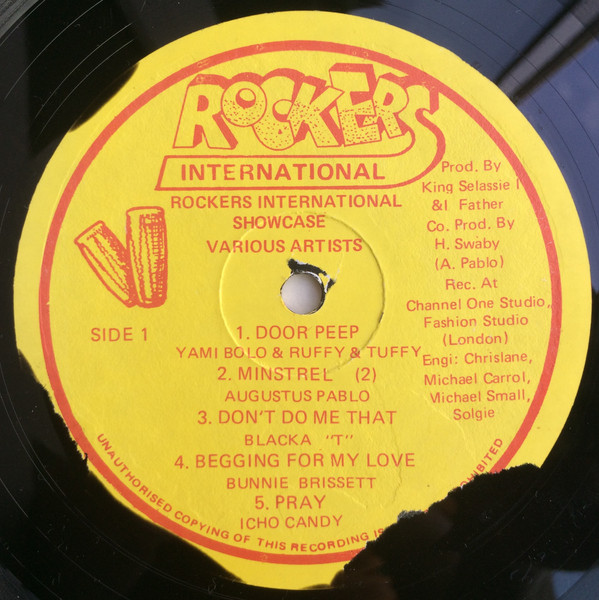 ROCKERS
INTERNATIONAL
ROCKERS INTERNATIONAL
SHOWCASE
VARIOUS ARTISTS
Prod. By
King Selassie I
&I Father
Co. Prod. By
H. Swaby
(A. Pablo)
Rec. At
Channel One Studio,
Fashion Studio
(London)
Engi: Chrislane,
Michael Carrol,
Michael Small,
Solgie
SIDE 1
1. DOOR PEEP
YAMI BOLO & RUFFY & TUFFY
2. MINSTREL (2)
AUGUSTUS PABLO
3. DON'T DO ME THAT
BLACKA "T"
4. BEGGING FOR MY LOVE
BUNNIE BRISSETT
5. PRAY
ICHO CANDY
UNAUTHORISED COPYING OF THIS RECORDING IS